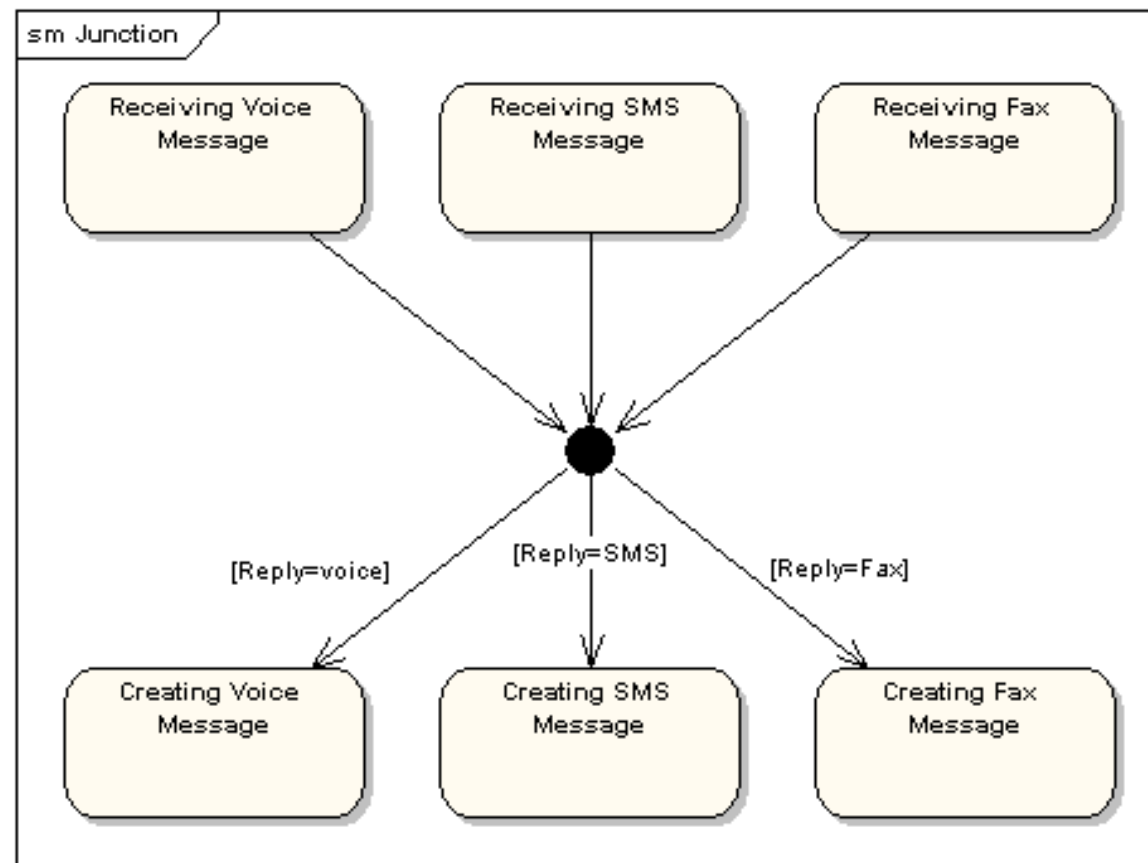 sm Junction
Receiving Voice
Message
Receiving SMS
Message
Receiving Fax
Message
[Reply=voice]
[Reply=SMS]
[Reply=Fax]
Creating Voice
Message
Creating SMS
Message
Creating Fax
Message